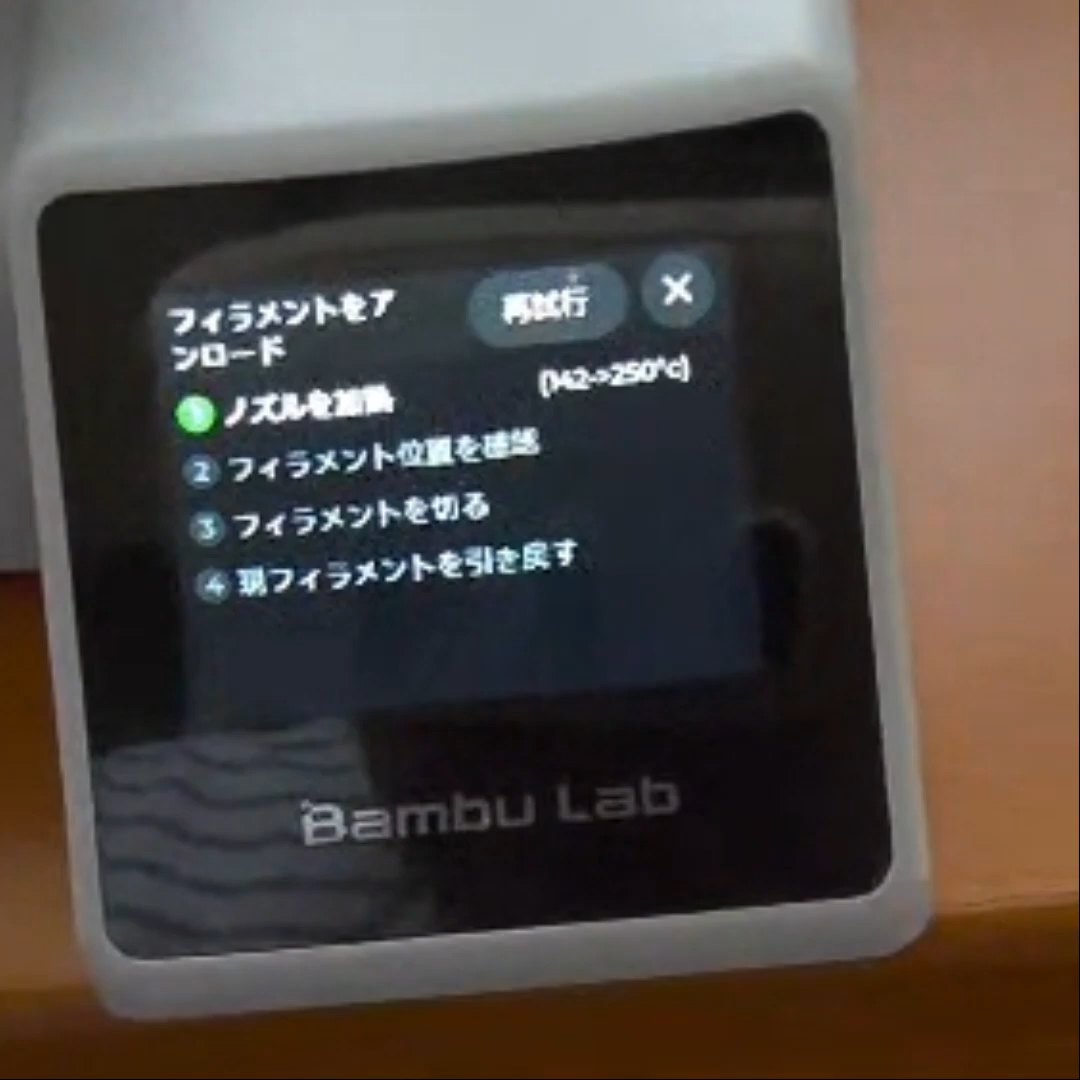 フィラメントをア
ンロード
再試行
×
1 ノズルを加熱
(142->250°c)
2 フィラメント位置を確認
3 フィラメントを切る
4 現フィラメントを引き戻す
Bambu Lab